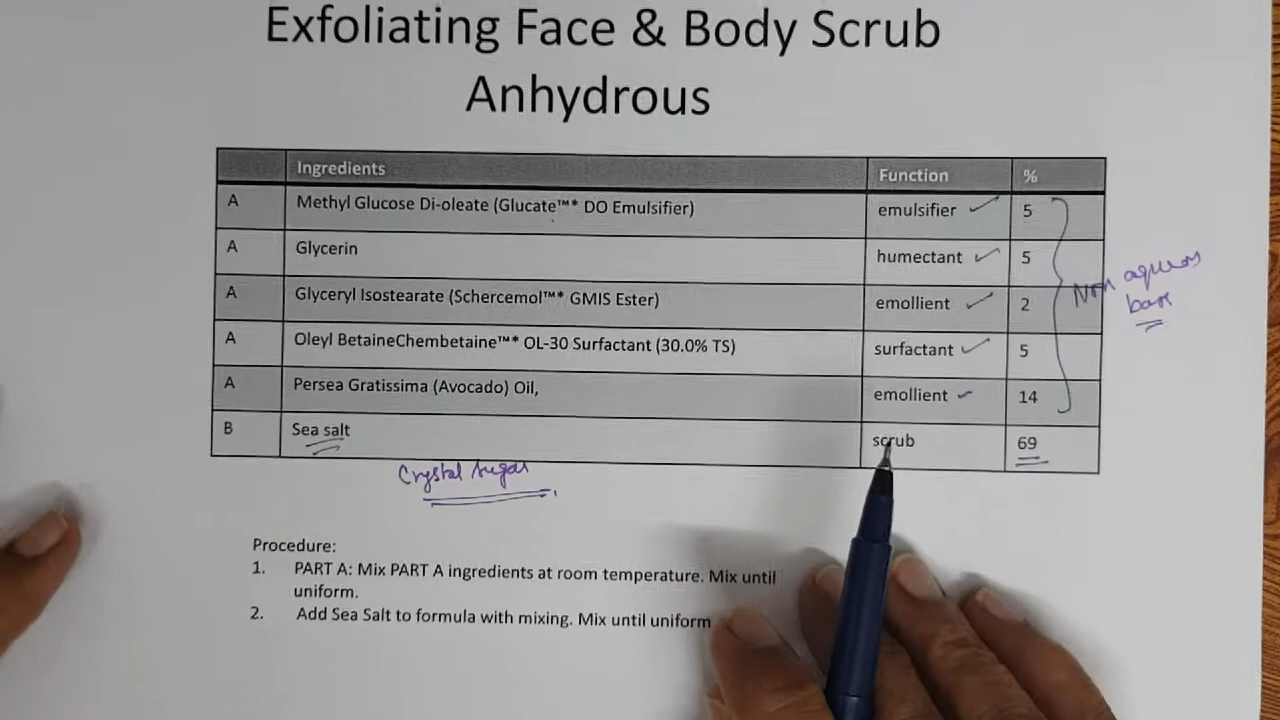 Exfoliating Face & Body Scrub
Anhydrous
Ingredients Function %
A Methyl Glucose Di-oleate (Glucate™* DO Emulsifier) emulsifier 5
A Glycerin humectant 5
A Glyceryl Isostearate (Schercemol™* GMIS Ester) emollient 2
A Oleyl BetaineChembetaine™* OL-30 Surfactant (30.0% TS) surfactant 5
A Persea Gratissima (Avocado) Oil, emollient 14
B Sea salt scrub 69
Non aqueous
base
Crystal sugar
Procedure:
1. PART A: Mix PART A ingredients at room temperature. Mix until
uniform.
2. Add Sea Salt to formula with mixing. Mix until uniform